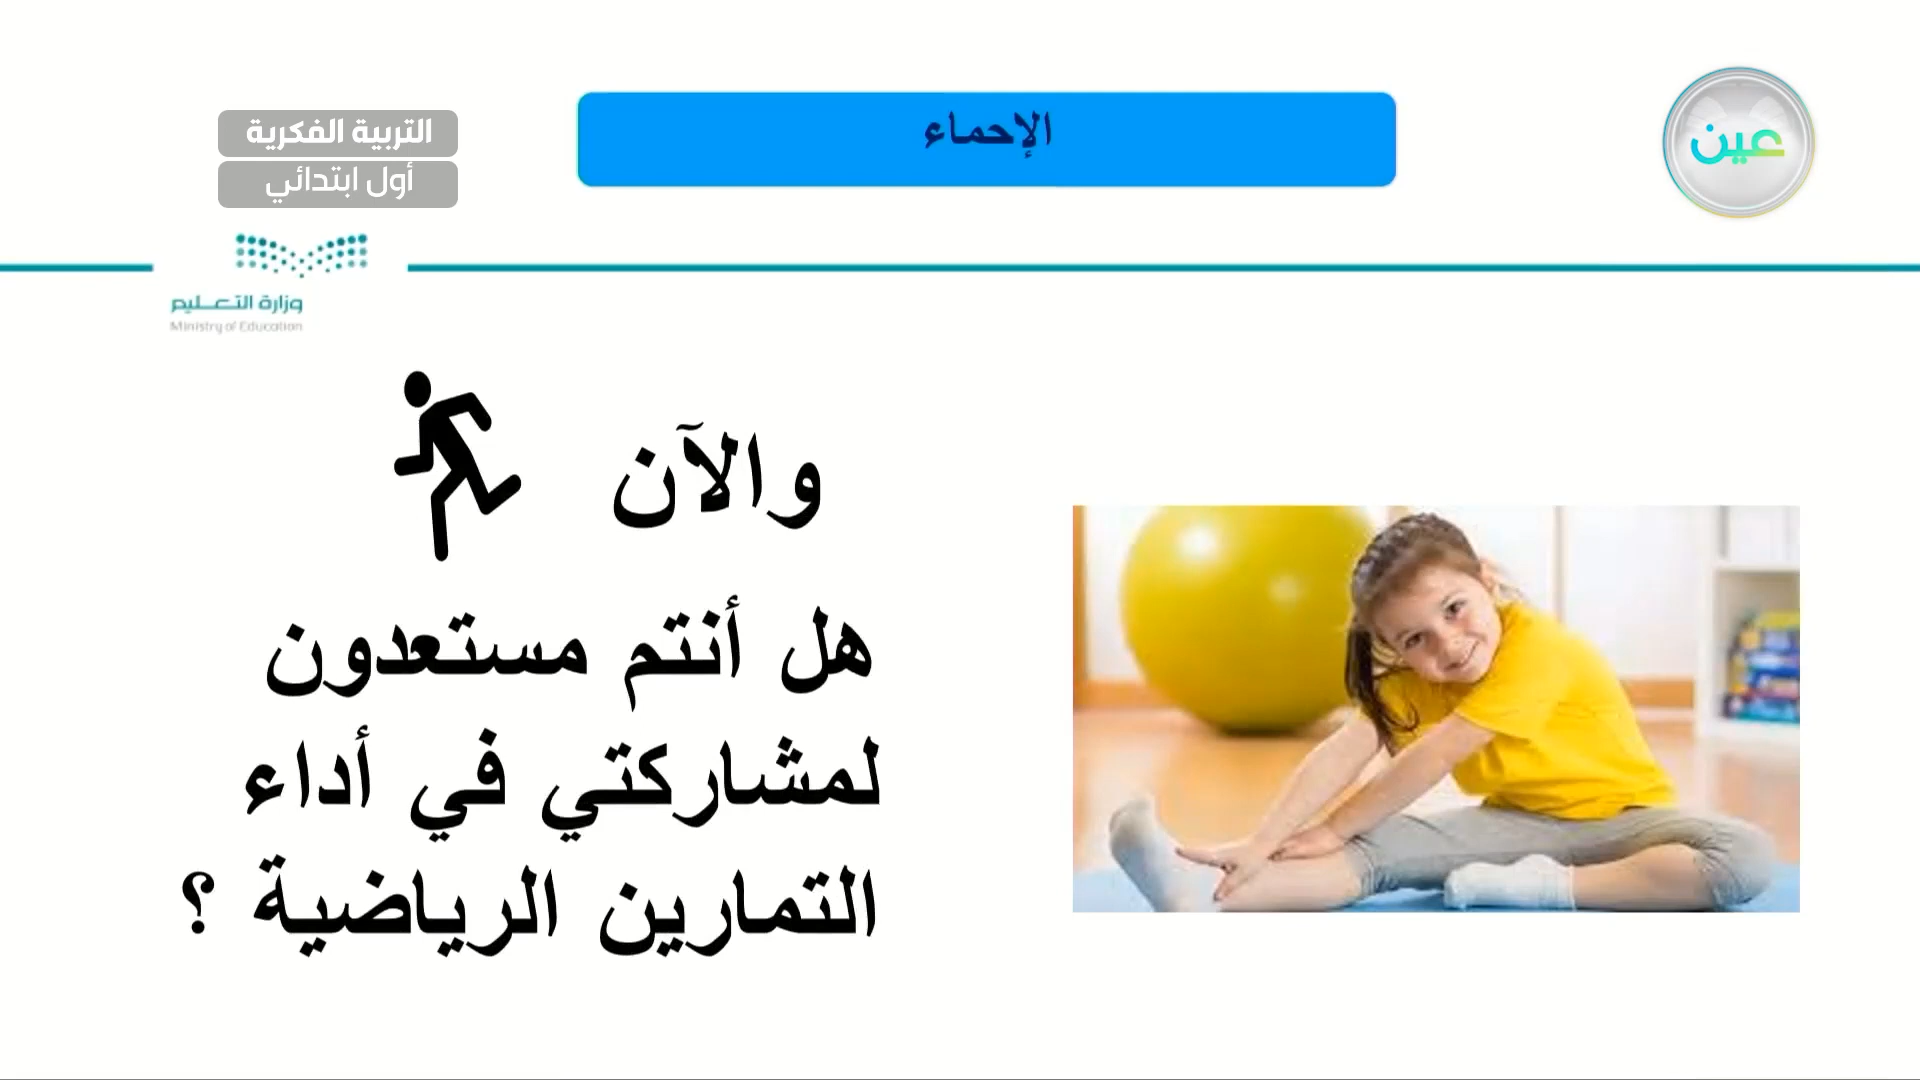 عين
الإحماء
التربية الفكرية
أول ابتدائي
وزارة التعليم
Ministry of Education
والآن
هل أنتم مستعدون
لمشاركتي في أداء
التمارين الرياضية ؟